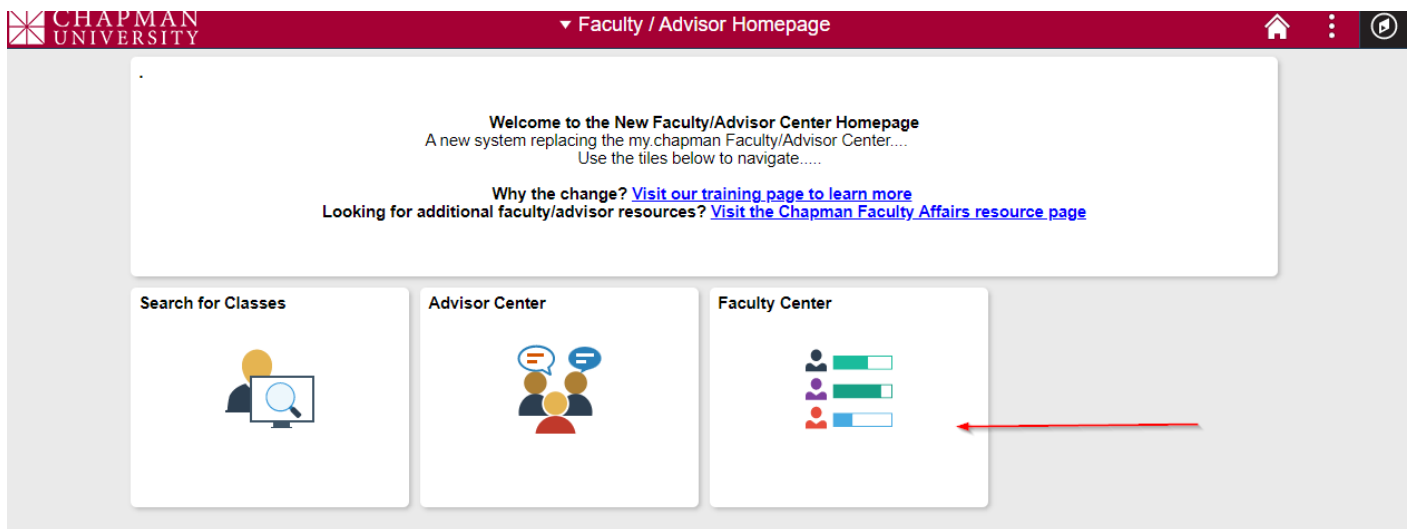 CHAPMAN
UNIVERSITY
Faculty / Advisor Homepage
.
Welcome to the New Faculty/Advisor Center Homepage
A new system replacing the my.chapman Faculty/Advisor Center....
Use the tiles below to navigate.....
Why the change? Visit our training page to learn more
Looking for additional faculty/advisor resources? Visit the Chapman Faculty Affairs resource page
Search for Classes
Advisor Center
Faculty Center